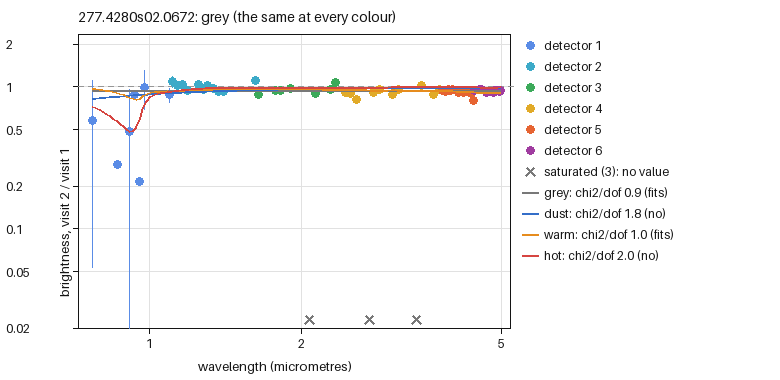 277.4280s02.0672: grey (the same at every colour)
brightness, visit 2 / visit 1
2
1
0.5
0.2
0.1
0.05
0.02
1
2
5
wavelength (micrometres)
detector 1
detector 2
detector 3
detector 4
detector 5
detector 6
saturated (3): no value
grey: chi2/dof 0.9 (fits)
dust: chi2/dof 1.8 (no)
warm: chi2/dof 1.0 (fits)
hot: chi2/dof 2.0 (no)